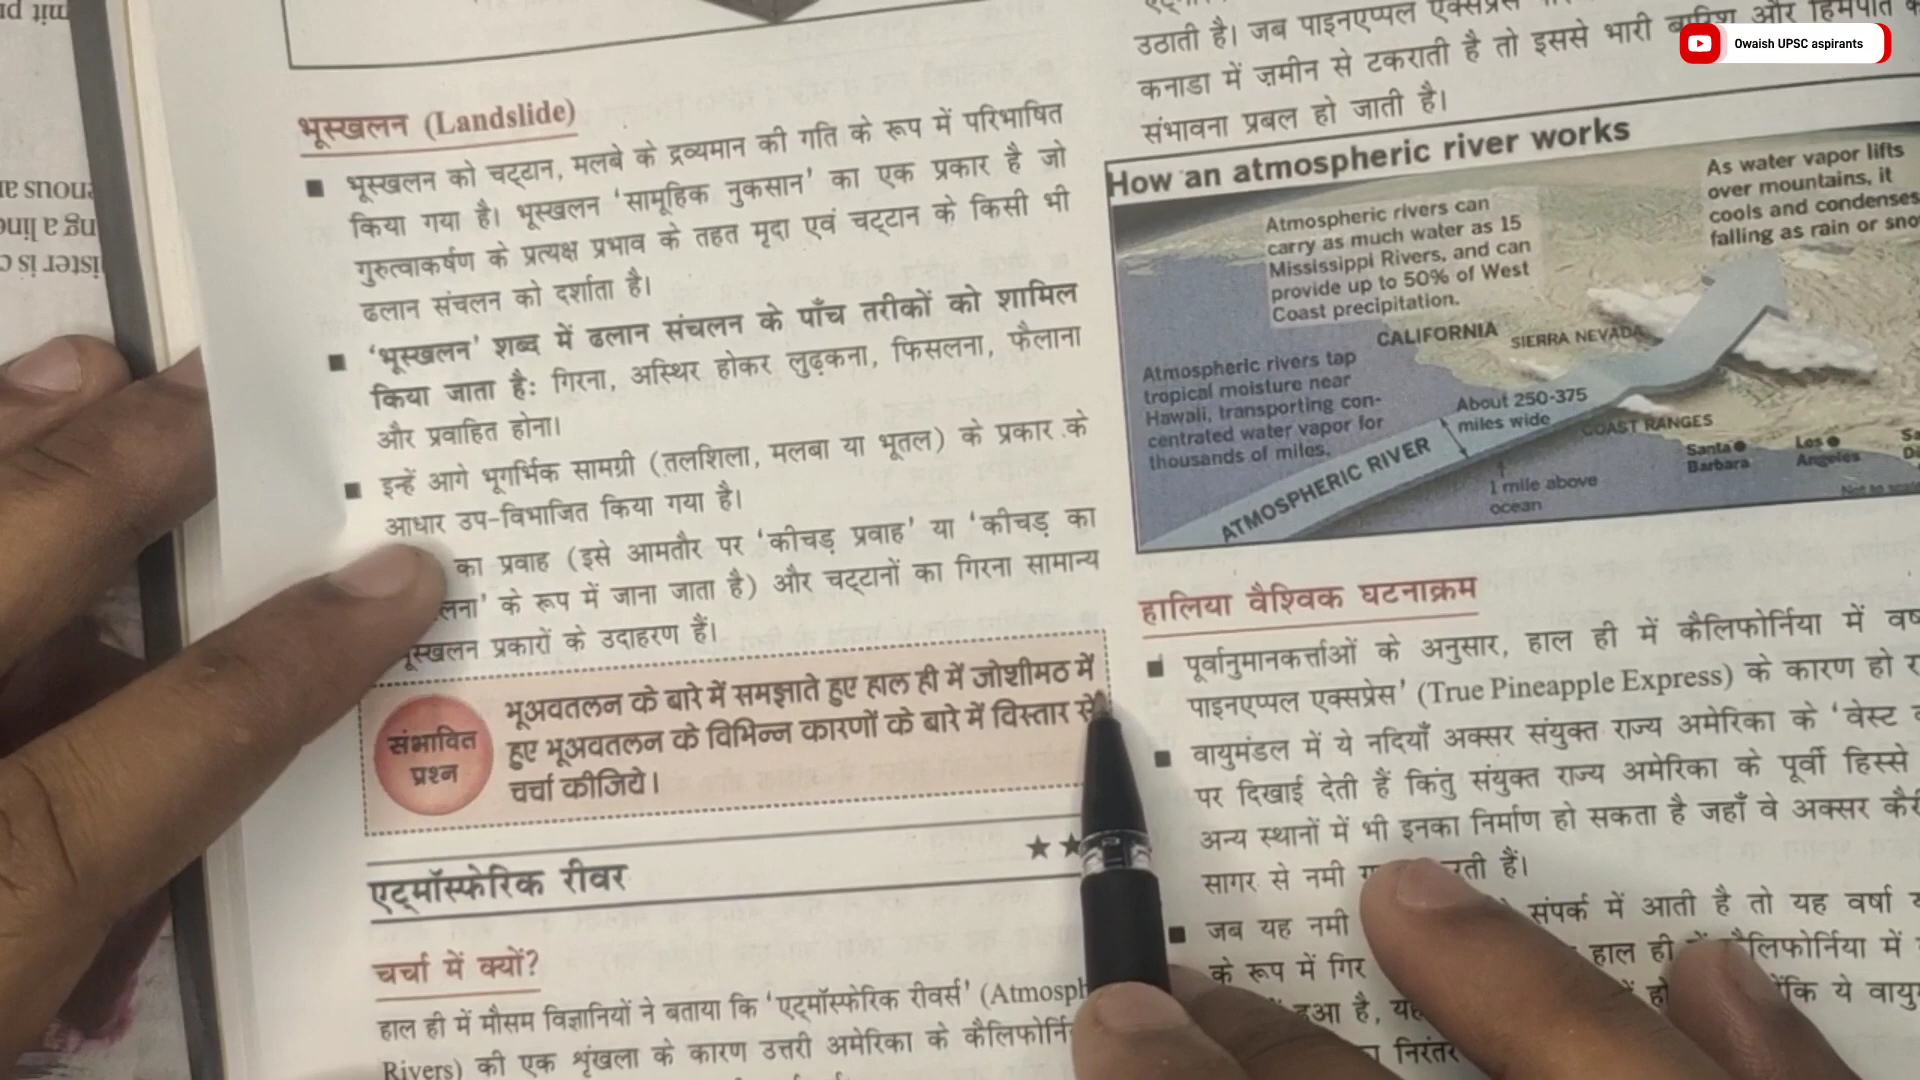 Owaish UPSC aspirants
भूस्खलन (Landslide)
■ भूस्खलन को चट्टान, मलबे के द्रव्यमान की गति के रूप में परिभाषित
किया गया है। भूस्खलन ‘सामूहिक नुकसान’ का एक प्रकार है जो
गुरुत्वाकर्षण के प्रत्यक्ष प्रभाव के तहत मृदा एवं चट्टान के किसी भी
ढलान संचलन को दर्शाता है।
■ ‘भूस्खलन’ शब्द में ढलान संचलन के पाँच तरीकों को शामिल
किया जाता है: गिरना, अस्थिर होकर लुढ़कना, फिसलना, फैलाना
और प्रवाहित होना।
■ इन्हें आगे भूगर्भिक सामग्री (तलशिला, मलबा या भूतल) के प्रकार के
आधार उप-विभाजित किया गया है।
का प्रवाह (इसे आमतौर पर ‘कीचड़ प्रवाह’ या ‘कीचड़ का
के रूप में जाना जाता है) और चट्टानों का गिरना सामान्य
भूस्खलन प्रकारों के उदाहरण हैं।
संभावित
प्रश्न
भूअवतलन के बारे में समझाते हुए हाल ही में जोशीमठ में
हुए भूअवतलन के विभिन्न कारणों के बारे में विस्तार से
चर्चा कीजिये।
★★
एट्मॉस्फेरिक रीवर
चर्चा में क्यों?
हाल ही में मौसम विज्ञानियों ने बताया कि ‘एट्मॉस्फेरिक रीवर्स’
Rivers) की एक शृंखला के कारण उत्तरी अमेरिका के
उठाती है। जब पाइनएप्पल एक्सप्रेस
कनाडा में ज़मीन से टकराती है तो इससे भारी बारिश और हिमपात
संभावना प्रबल हो जाती है।
How an atmospheric river works
Atmospheric rivers can
carry as much water as 15
Mississippi Rivers, and can
provide up to 50% of West
Coast precipitation.
As water vapor lifts
over mountains, it
cools and condenses
falling as rain or
CALIFORNIA
SIERRA NEVADA
Atmospheric rivers tap
tropical moisture near
Hawaii, transporting con-
centrated water vapor for
thousands of miles.
About 250-375
miles wide
COAST RANGES
Santa
Barbara
Los
Angeles
ATMOSPHERIC RIVER
1 mile above
ocean
हालिया वैश्विक घटनाक्रम
■ पूर्वानुमानकर्त्ताओं के अनुसार, हाल ही में कैलिफोर्निया में
पाइनएप्पल एक्सप्रेस’ (True Pineapple Express) के कारण हो
■ वायुमंडल में ये नदियाँ अक्सर संयुक्त राज्य अमेरिका के ‘वेस्ट
पर दिखाई देती हैं किंतु संयुक्त राज्य अमेरिका के पूर्वी हिस्से
अन्य स्थानों में भी इनका निर्माण हो सकता है जहाँ वे अक्सर
सागर से नमी हैं।
■ जब यह नमी संपर्क में आती है तो यह वर्षा
के रूप में गिर हाल ही में
हुआ है, ये
निरंतर